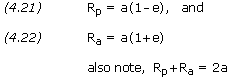 (4.21) Rp = a(1-e), and
(4.22) Ra = a(1+e)
also note, Rp+Ra = 2a